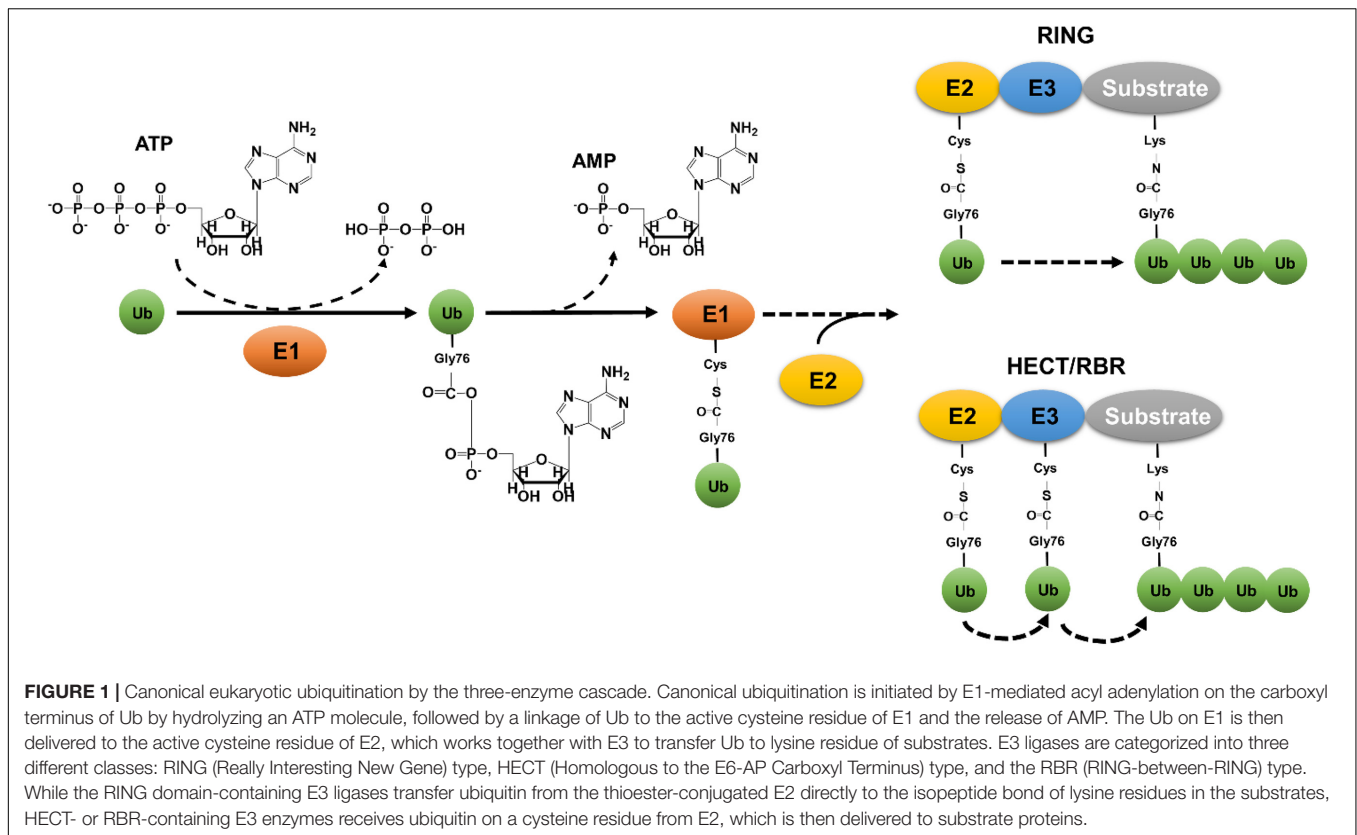 RING
E2 E3 Substrate
Cys Lys
S N
O=C O=C
Gly76 Gly76
Ub Ub Ub Ub Ub
ATP
NH2
N N
N N
O O O
-O-P-O-P-O-P-O O
O- O- O-
H H H H
OH OH
O O
HO-P-O-P-OH
O- O-
AMP
NH2
N N
N N
O
-O-P-O O
O-
H H H H
OH OH
Ub
E1
Ub
Gly76
O=C-O
O
-O-P-O O
O-
NH2
N N
N N
H H H H
OH OH
E1
Cys
S
O=C
Gly76
Ub
E2
HECT/RBR
E2 E3 Substrate
Cys Cys Lys
S S N
O=C O=C O=C
Gly76 Gly76 Gly76
Ub Ub Ub Ub Ub Ub
FIGURE 1 | Canonical eukaryotic ubiquitination by the three-enzyme cascade. Canonical ubiquitination is initiated by E1-mediated acyl adenylation on the carboxyl
terminus of Ub by hydrolyzing an ATP molecule, followed by a linkage of Ub to the active cysteine residue of E1 and the release of AMP. The Ub on E1 is then
delivered to the active cysteine residue of E2, which works together with E3 to transfer Ub to lysine residue of substrates. E3 ligases are categorized into three
different classes: RING (Really Interesting New Gene) type, HECT (Homologous to the E6-AP Carboxyl Terminus) type, and the RBR (RING-between-RING) type.
While the RING domain-containing E3 ligases transfer ubiquitin from the thioester-conjugated E2 directly to the isopeptide bond of lysine residues in the substrates,
HECT- or RBR-containing E3 enzymes receives ubiquitin on a cysteine residue from E2, which is then delivered to substrate proteins.